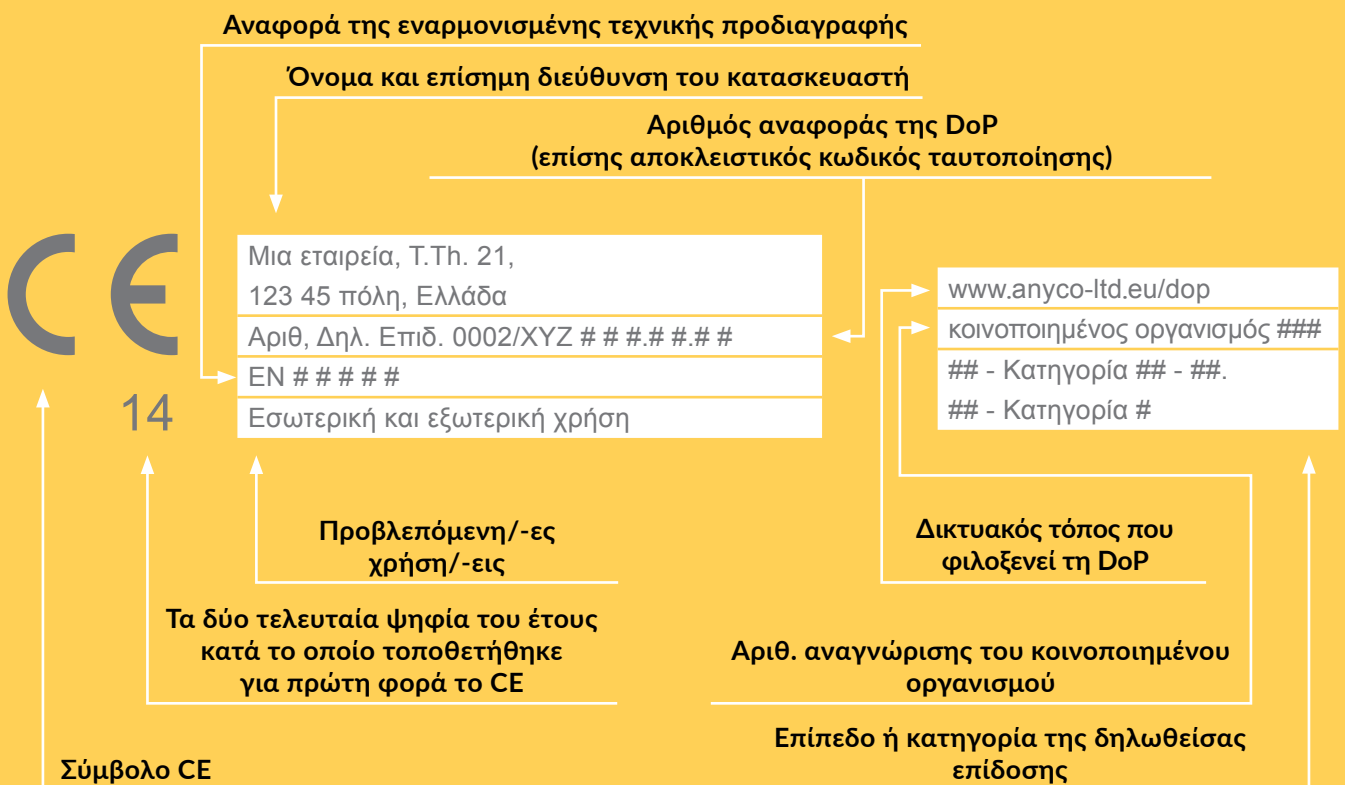 Αναφορά της εναρμονισμένης τεχνικής προδιαγραφής
Όνομα και επίσημη διεύθυνση του κατασκευαστή
Αριθμός αναφοράς της DoP
(επίσης αποκλειστικός κωδικός ταυτοποίησης)
CE
14
Μια εταιρεία, T.Th. 21,
123 45 πόλη, Ελλάδα
Αριθ, Δηλ. Επιδ. 0002/XYZ # # #.# #.# #
EN # # # # #
Εσωτερική και εξωτερική χρήση
www.anyco-ltd.eu/dop
κοινοποιημένος οργανισμός ###
## - Κατηγορία ## - ##.
## - Κατηγορία #
Προβλεπόμενη/-ες
χρήση/-εις
Δικτυακός τόπος που
φιλοξενεί τη DoP
Τα δύο τελευταία ψηφία του έτους
κατά το οποίο τοποθετήθηκε
για πρώτη φορά το CE
Αριθ. αναγνώρισης του κοινοποιημένου
οργανισμού
Σύμβολο CE
Επίπεδο ή κατηγορία της δηλωθείσας
επίδοσης